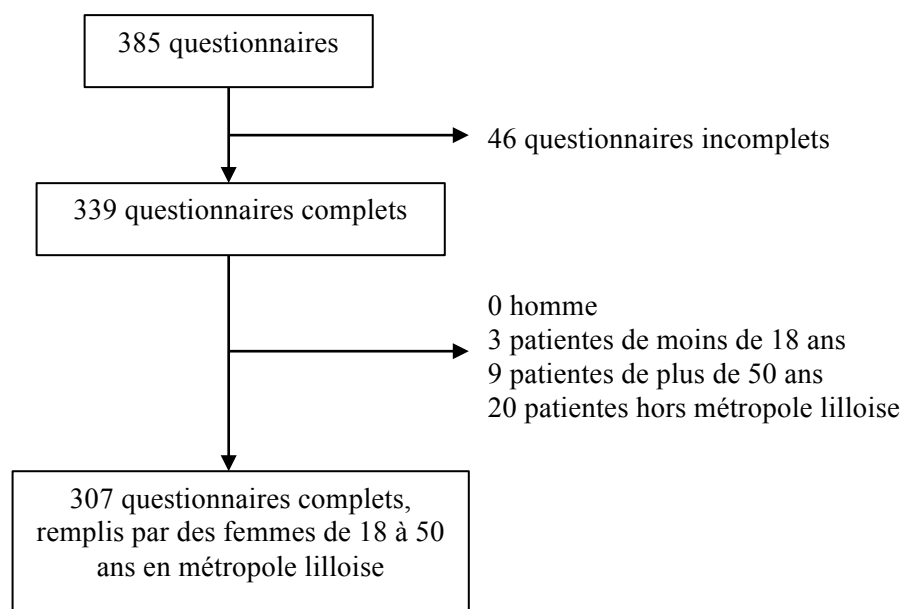 385 questionnaires
46 questionnaires incomplets
339 questionnaires complets
0 homme
3 patientes de moins de 18 ans
9 patientes de plus de 50 ans
20 patientes hors métropole lilloise
307 questionnaires complets,
remplis par des femmes de 18 à 50
ans en métropole lilloise